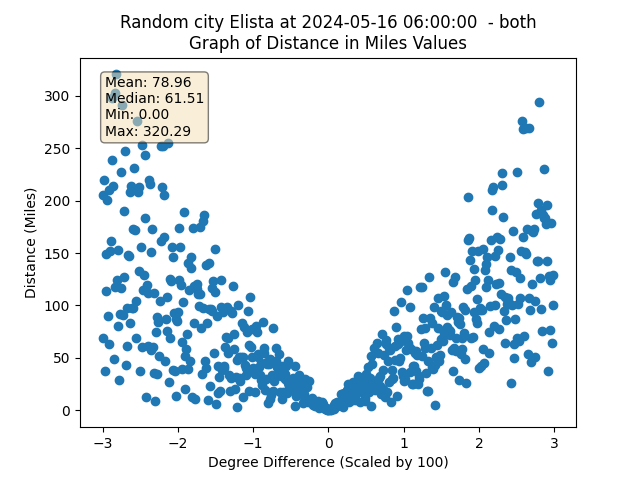 Random city Elista at 2024-05-16 06:00:00  - both
Graph of Distance in Miles Values
Mean: 78.96
Median: 61.51
Min: 0.00
Max: 320.29
300
250
200
150
100
50
0
Distance (Miles)
−3 −2 −1 0 1 2 3
Degree Difference (Scaled by 100)